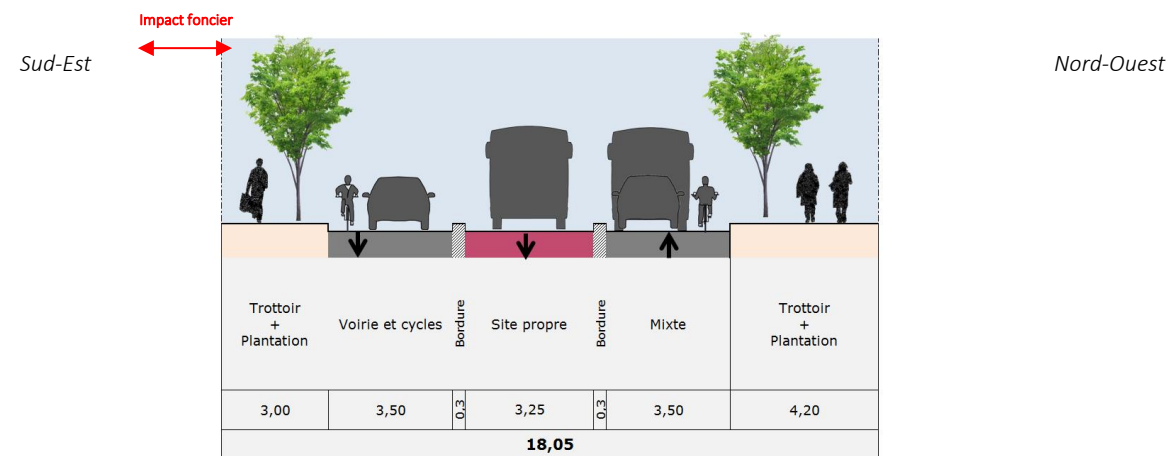 Impact foncier
Sud-Est
Nord-Ouest
Trottoir
+
Plantation
Voirie et cycles
Bordure
Site propre
Bordure
Mixte
Trottoir
+
Plantation
3,00
3,50
0,3
3,25
0,3
3,50
4,20
18,05